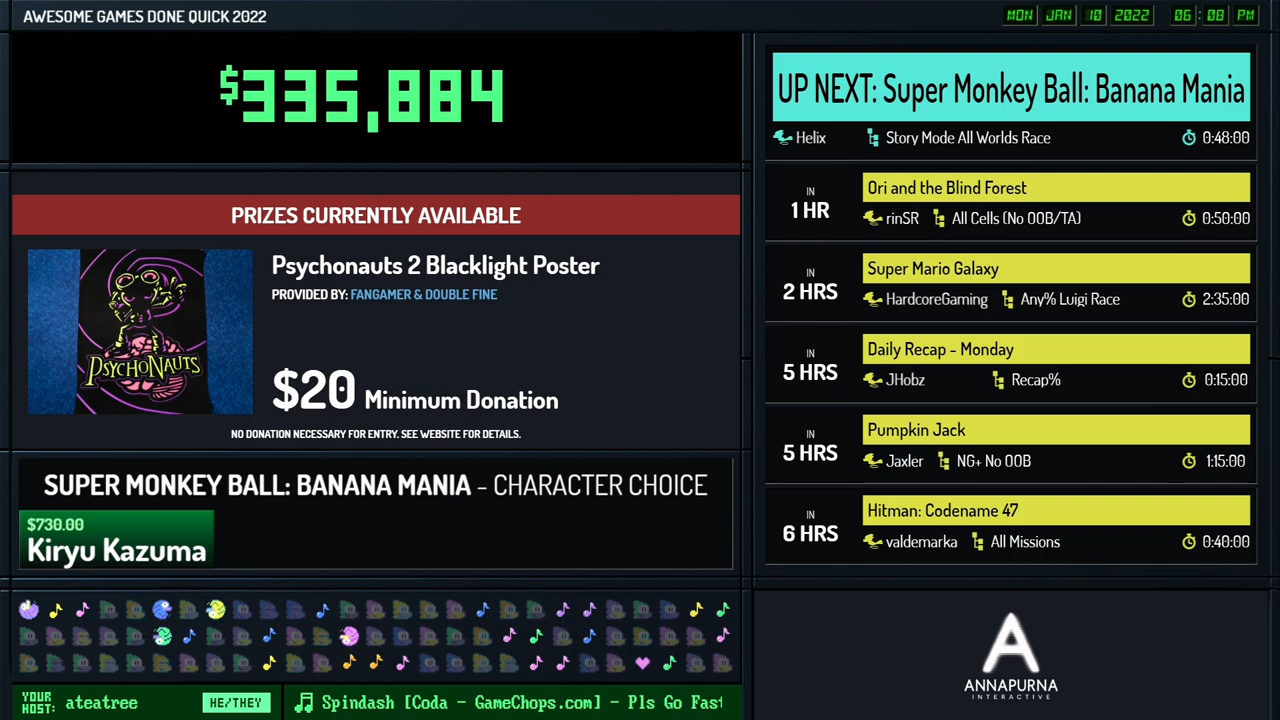 AWESOME GAMES DONE QUICK 2022
MON JAN 10 2022 06:08 PM
$335,884
PRIZES CURRENTLY AVAILABLE
PSYCHONAUTS
Psychonauts 2 Blacklight Poster
PROVIDED BY: FANGAMER & DOUBLE FINE
$20 Minimum Donation
NO DONATION NECESSARY FOR ENTRY. SEE WEBSITE FOR DETAILS.
SUPER MONKEY BALL: BANANA MANIA - CHARACTER CHOICE
$730.00
Kiryu Kazuma
YOUR HOST: ateatree HE/THEY
Spindash [Coda - GameChops.com] - Pls Go Fast
UP NEXT: Super Monkey Ball: Banana Mania
Helix Story Mode All Worlds Race 0:48:00
IN 1 HR
Ori and the Blind Forest
rinSR All Cells (No OOB/TA) 0:50:00
IN 2 HRS
Super Mario Galaxy
HardcoreGaming Any% Luigi Race 2:35:00
IN 5 HRS
Daily Recap - Monday
JHobz Recap% 0:15:00
IN 5 HRS
Pumpkin Jack
Jaxler NG+ No OOB 1:15:00
IN 6 HRS
Hitman: Codename 47
valdemarka All Missions 0:40:00
A
ANNAPURNA
INTERACTIVE